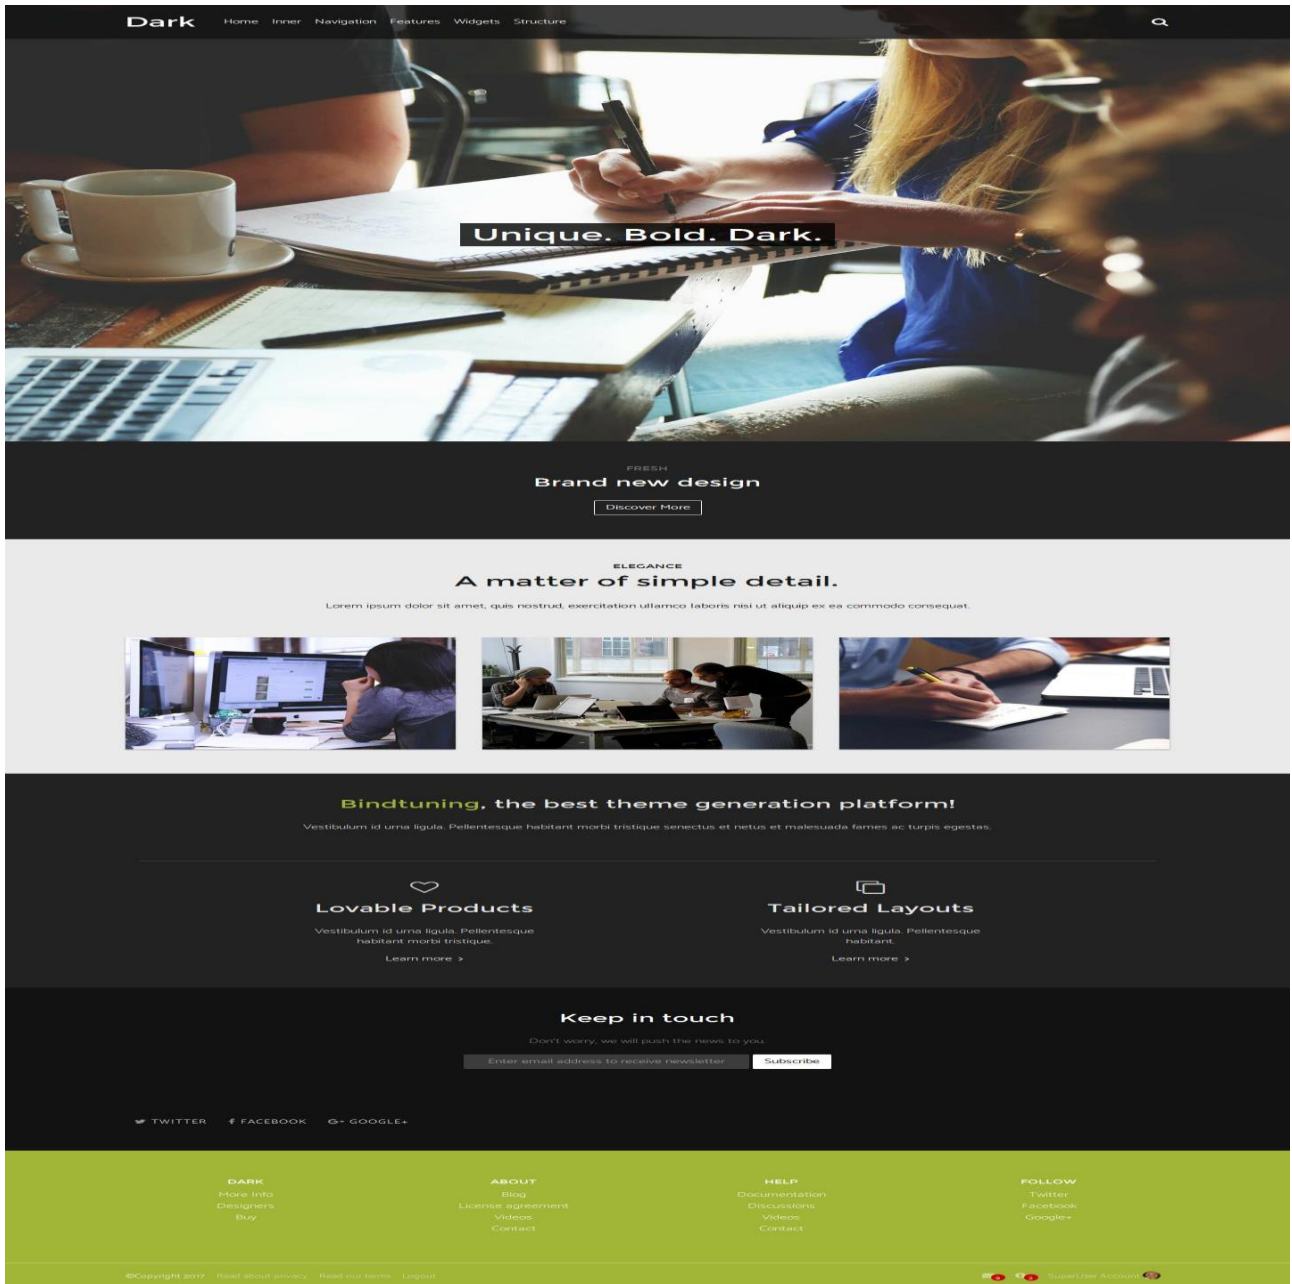 Dark Home Inner Navigation Features Widgets Structure
Unique. Bold. Dark.
FRESH
Brand new design
Discover More
ELEGANCE
A matter of simple detail.
Lorem ipsum dolor sit amet, quis nostrud, exercitation ullamco laboris nisi ut aliquip ex ea commodo consequat.
Bindtuning, the best theme generation platform!
Vestibulum id urna ligula. Pellentesque habitant morbi tristique senectus et netus et malesuada fames ac turpis egestas.
Lovable Products
Vestibulum id urna ligula. Pellentesque
habitant morbi tristique.
Learn more >
Tailored Layouts
Vestibulum id urna ligula. Pellentesque
habitant.
Learn more >
Keep in touch
Don't worry, we will push the news to you.
Enter email address to receive newsletter Subscribe
TWITTER FACEBOOK G+ GOOGLE+
DARK
More Info
Designers
Buy
ABOUT
Blog
License agreement
Videos
Contact
HELP
Documentation
Discussions
Videos
Contact
FOLLOW
Twitter
Facebook
Google+
©Copyright 2017 Read about privacy Read our terms Logout SuperUser Account